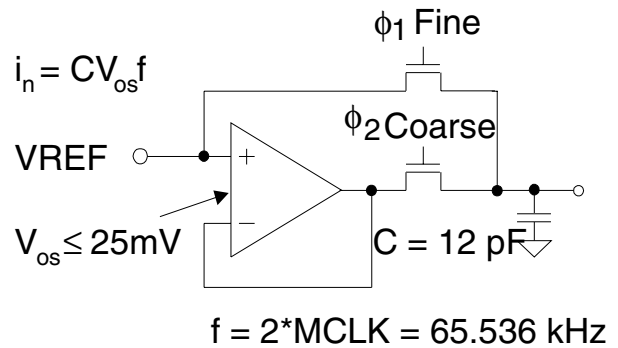 ϕ1 Fine
in = CVosf
ϕ2 Coarse
VREF
+
−
Vos ≤ 25mV
C = 12 pF
f = 2*MCLK = 65.536 kHz